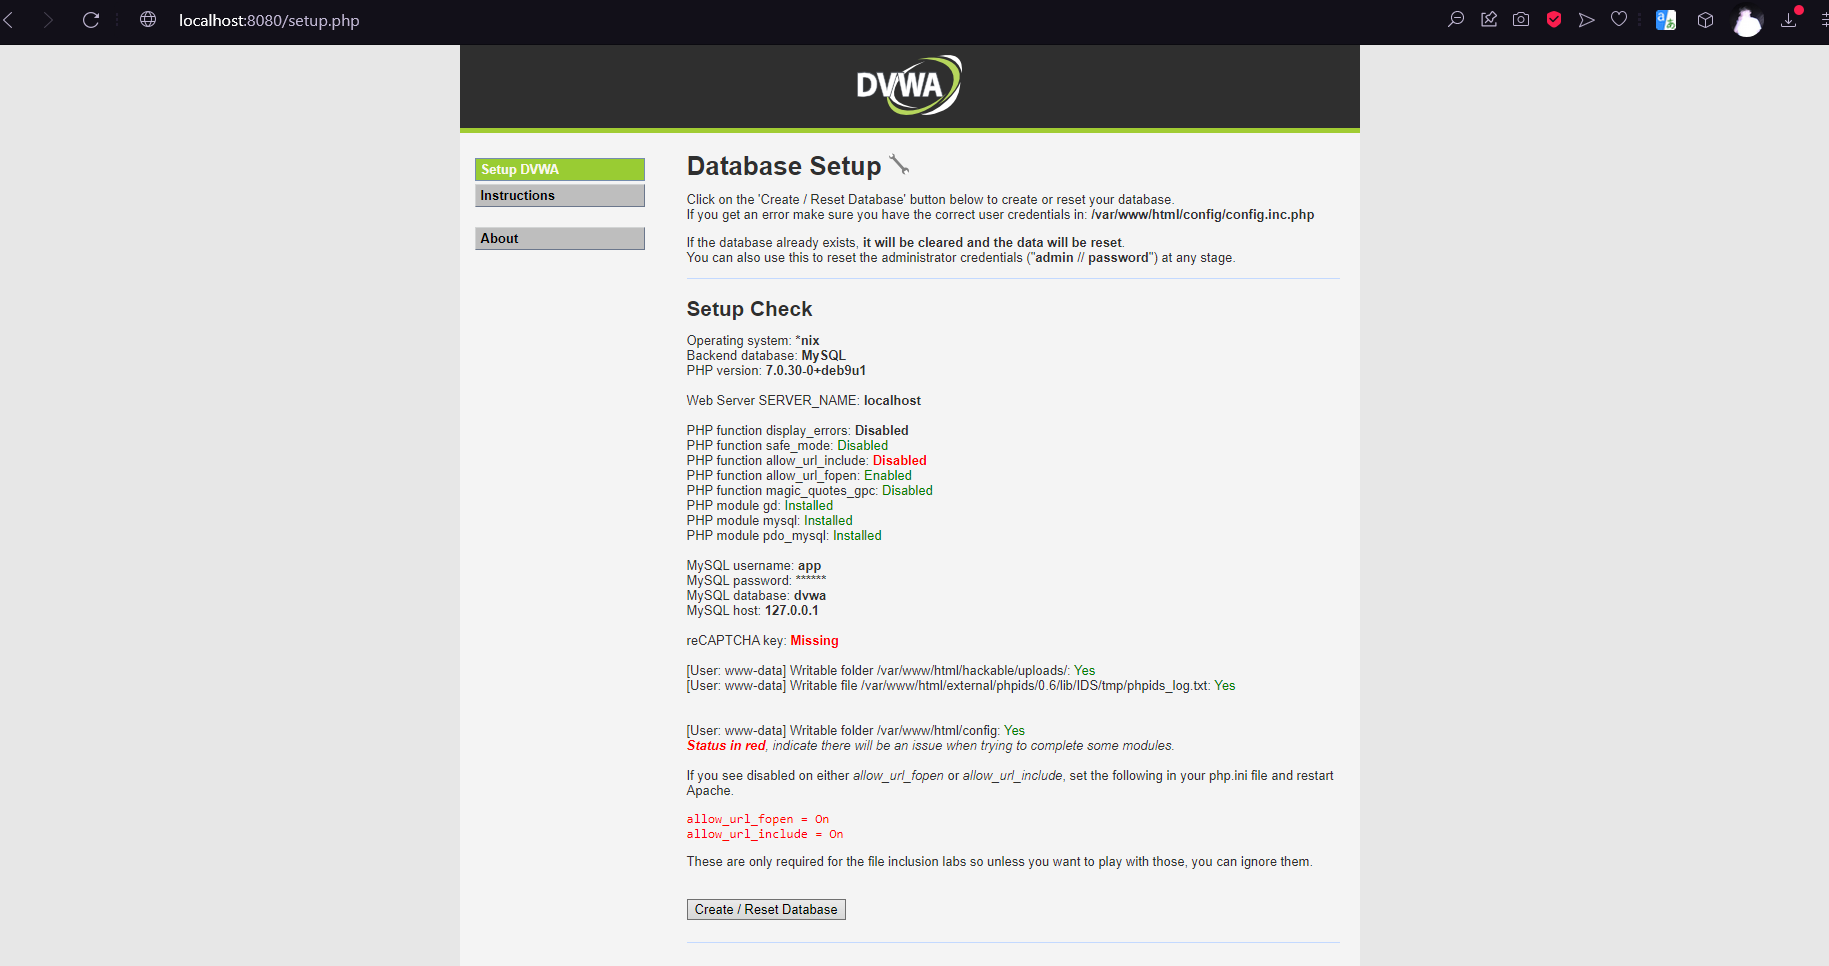 localhost:8080/setup.php
DVWA
Setup DVWA
Instructions
About
Database Setup
Click on the 'Create / Reset Database' button below to create or reset your database.
If you get an error make sure you have the correct user credentials in: /var/www/html/config/config.inc.php
If the database already exists, it will be cleared and the data will be reset.
You can also use this to reset the administrator credentials ("admin // password") at any stage.
Setup Check
Operating system: *nix
Backend database: MySQL
PHP version: 7.0.30-0+deb9u1
Web Server SERVER_NAME: localhost
PHP function display_errors: Disabled
PHP function safe_mode: Disabled
PHP function allow_url_include: Disabled
PHP function allow_url_fopen: Enabled
PHP function magic_quotes_gpc: Disabled
PHP module gd: Installed
PHP module mysql: Installed
PHP module pdo_mysql: Installed
MySQL username: app
MySQL password: ******
MySQL database: dvwa
MySQL host: 127.0.0.1
reCAPTCHA key: Missing
[User: www-data] Writable folder /var/www/html/hackable/uploads/: Yes
[User: www-data] Writable file /var/www/html/external/phpids/0.6/lib/IDS/tmp/phpids_log.txt: Yes
[User: www-data] Writable folder /var/www/html/config: Yes
Status in red, indicate there will be an issue when trying to complete some modules.
If you see disabled on either allow_url_fopen or allow_url_include, set the following in your php.ini file and restart
Apache.
allow_url_fopen = On
allow_url_include = On
These are only required for the file inclusion labs so unless you want to play with those, you can ignore them.
Create / Reset Database